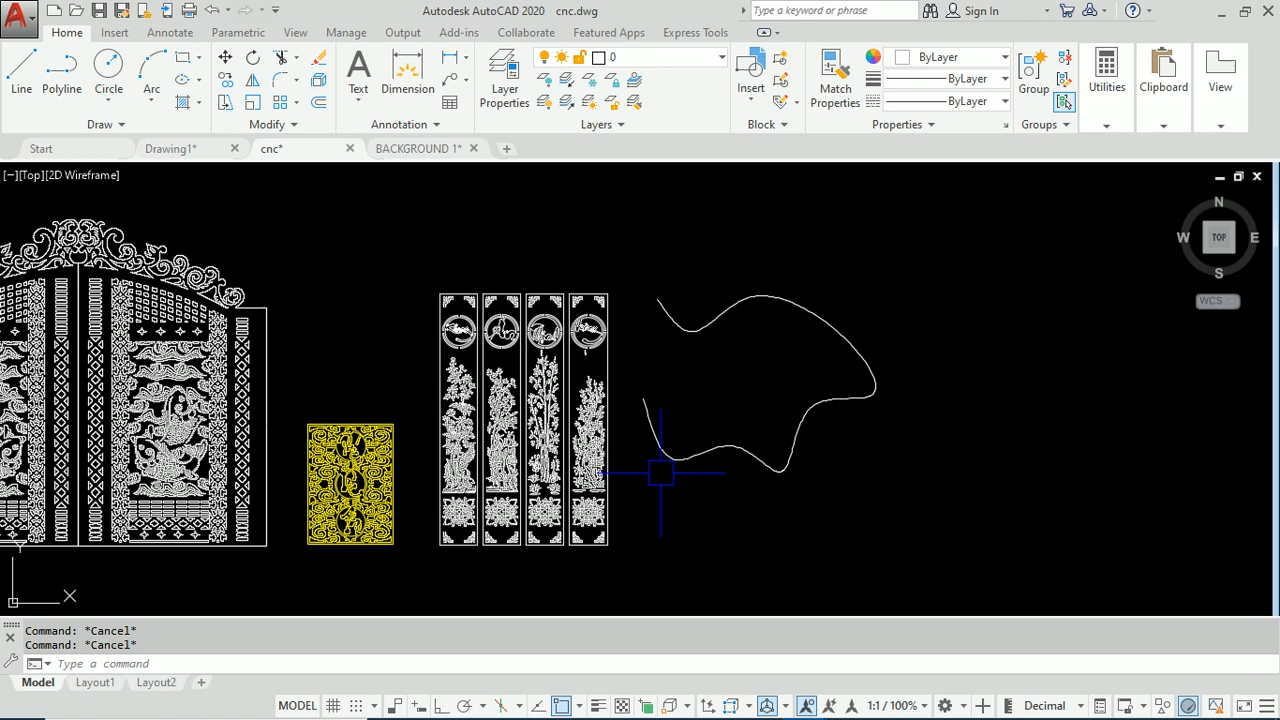 Autodesk AutoCAD 2020 cnc.dwg
Type a keyword or phrase
Sign In
Home Insert Annotate Parametric View Manage Output Add-ins Collaborate Featured Apps Express Tools
Line Polyline Circle Arc
Text Dimension
Layer Properties
0
Insert
Match Properties
ByLayer
ByLayer
ByLayer
Group
Utilities Clipboard View
Draw Modify Annotation Layers Block Properties Groups
Start Drawing1* cnc* BACKGROUND 1*
[−][Top][2D Wireframe]
N
W TOP E
S
WCS
Y
X
Command: *Cancel*
Command: *Cancel*
Type a command
Model Layout1 Layout2
MODEL 1:1 / 100% Decimal